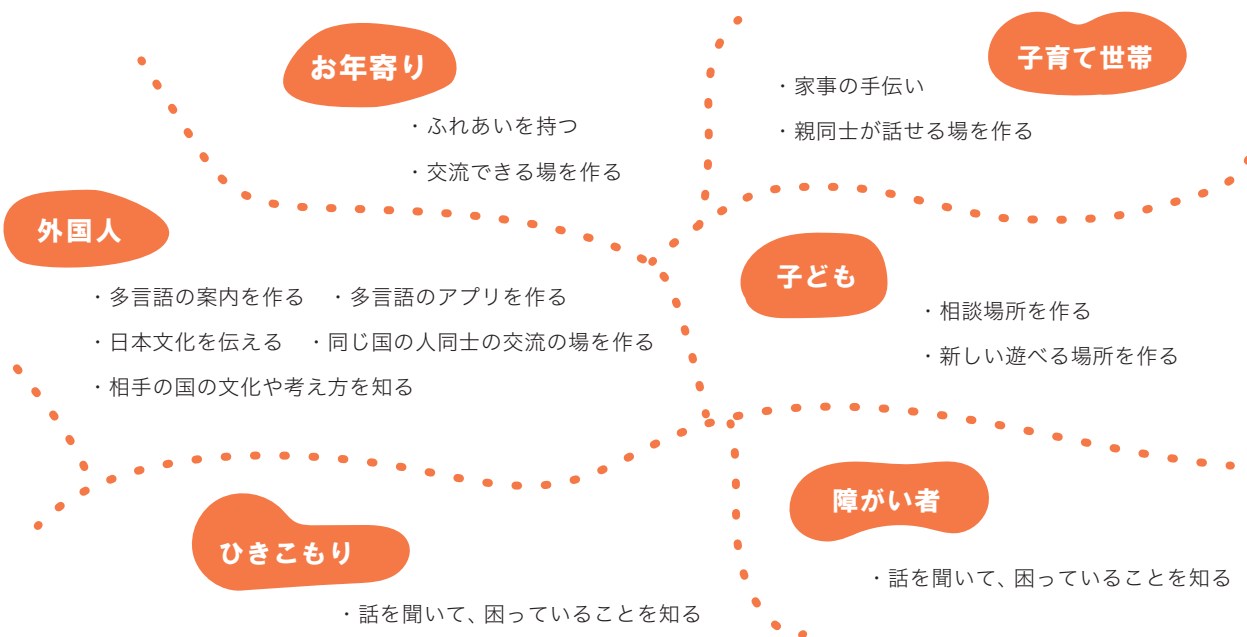 お年寄り
・ふれあいを持つ
・交流できる場を作る
子育て世帯
・家事の手伝い
・親同士が話せる場を作る
外国人
・多言語の案内を作る　・多言語のアプリを作る
・日本文化を伝える　・同じ国の人同士の交流の場を作る
・相手の国の文化や考え方を知る
子ども
・相談場所を作る
・新しい遊べる場所を作る
ひきこもり
・話を聞いて、困っていることを知る
障がい者
・話を聞いて、困っていることを知る